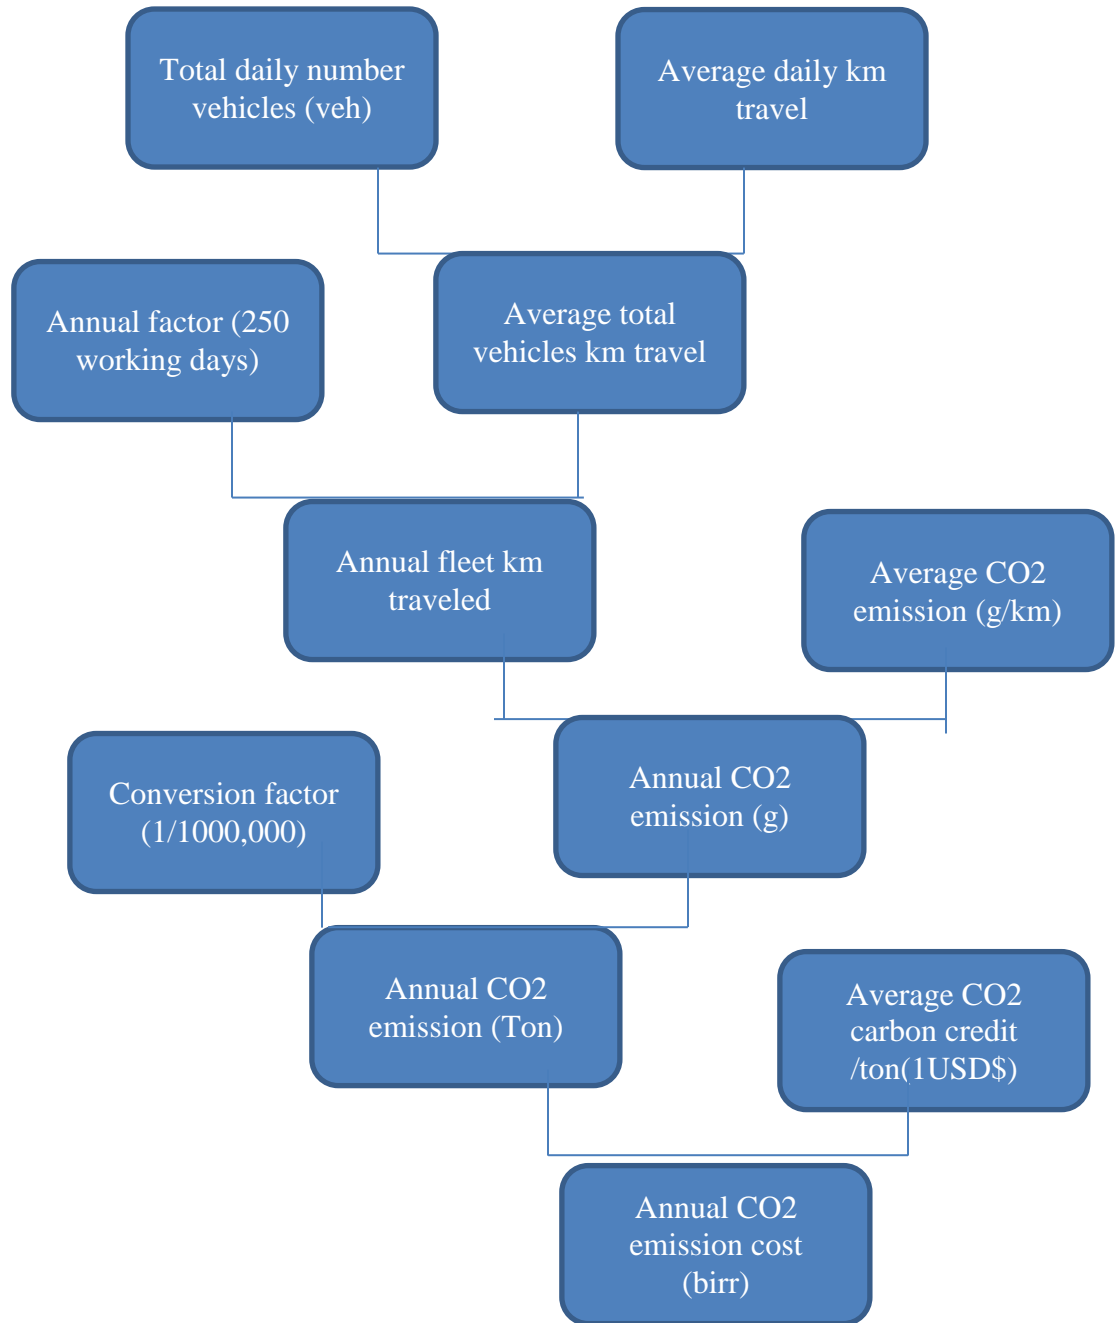 Total daily number
vehicles (veh)
Average daily km
travel
Annual factor (250
working days)
Average total
vehicles km travel
Annual fleet km
traveled
Average CO2
emission (g/km)
Conversion factor
(1/1000,000)
Annual CO2
emission (g)
Annual CO2
emission (Ton)
Average CO2
carbon credit
/ton(1USD$)
Annual CO2
emission cost
(birr)